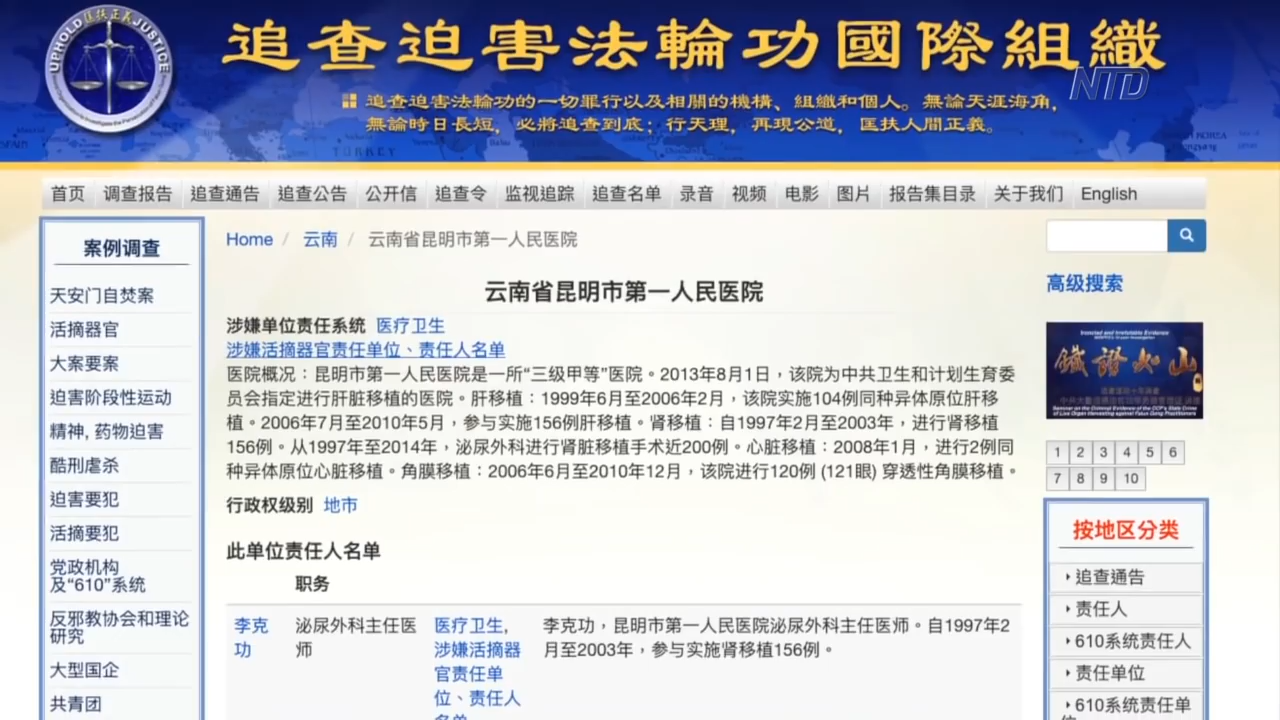 UPHOLD JUSTICE
追查迫害法輪功國際組織
NTD
追查迫害法輪功的一切罪行以及相關的機構、組織和個人。無論天涯海角，
無論時日長短，必將追查到底；行天理，再現公道，匡扶人間正義。
TURKEY
首页 调查报告 追查通告 追查公告 公开信 追查令 监视追踪 追查名单 录音 视频 电影 图片 报告集目录 关于我们 English
案例调查
天安门自焚案
活摘器官
大案要案
迫害阶段性运动
精神, 药物迫害
酷刑虐杀
迫害要犯
活摘要犯
党政机构
及“610”系统
反邪教协会和理论
研究
大型国企
共青团
Home / 云南 / 云南省昆明市第一人民医院
云南省昆明市第一人民医院
涉嫌单位责任系统 医疗卫生
涉嫌活摘器官责任单位、责任人名单
医院概况：昆明市第一人民医院是一所“三级甲等”医院。2013年8月1日，该院为中共卫生和计划生育委
员会指定进行肝脏移植的医院。肝移植：1999年6月至2006年2月，该院实施104例同种异体原位肝移
植。2006年7月至2010年5月，参与实施156例肝移植。肾移植：自1997年2月至2003年，进行肾移植
156例。从1997年至2014年，泌尿外科进行肾脏移植手术近200例。心脏移植：2008年1月，进行2例同
种异体原位心脏移植。角膜移植：2006年6月至2010年12月，该院进行120例 (121眼) 穿透性角膜移植。
行政权级别 地市
此单位责任人名单
职务
李克
功
泌尿外科主任医
师
医疗卫生,
涉嫌活摘器
官责任单
位、责任人
名单
李克功，昆明市第一人民医院泌尿外科主任医师。自1997年2
月至2003年，参与实施肾移植156例。
高级搜索
鐵證如山
1 2 3 4 5 6
7 8 9 10
按地区分类
追查通告
责任人
610系统责任人
责任单位
610系统责任单
位